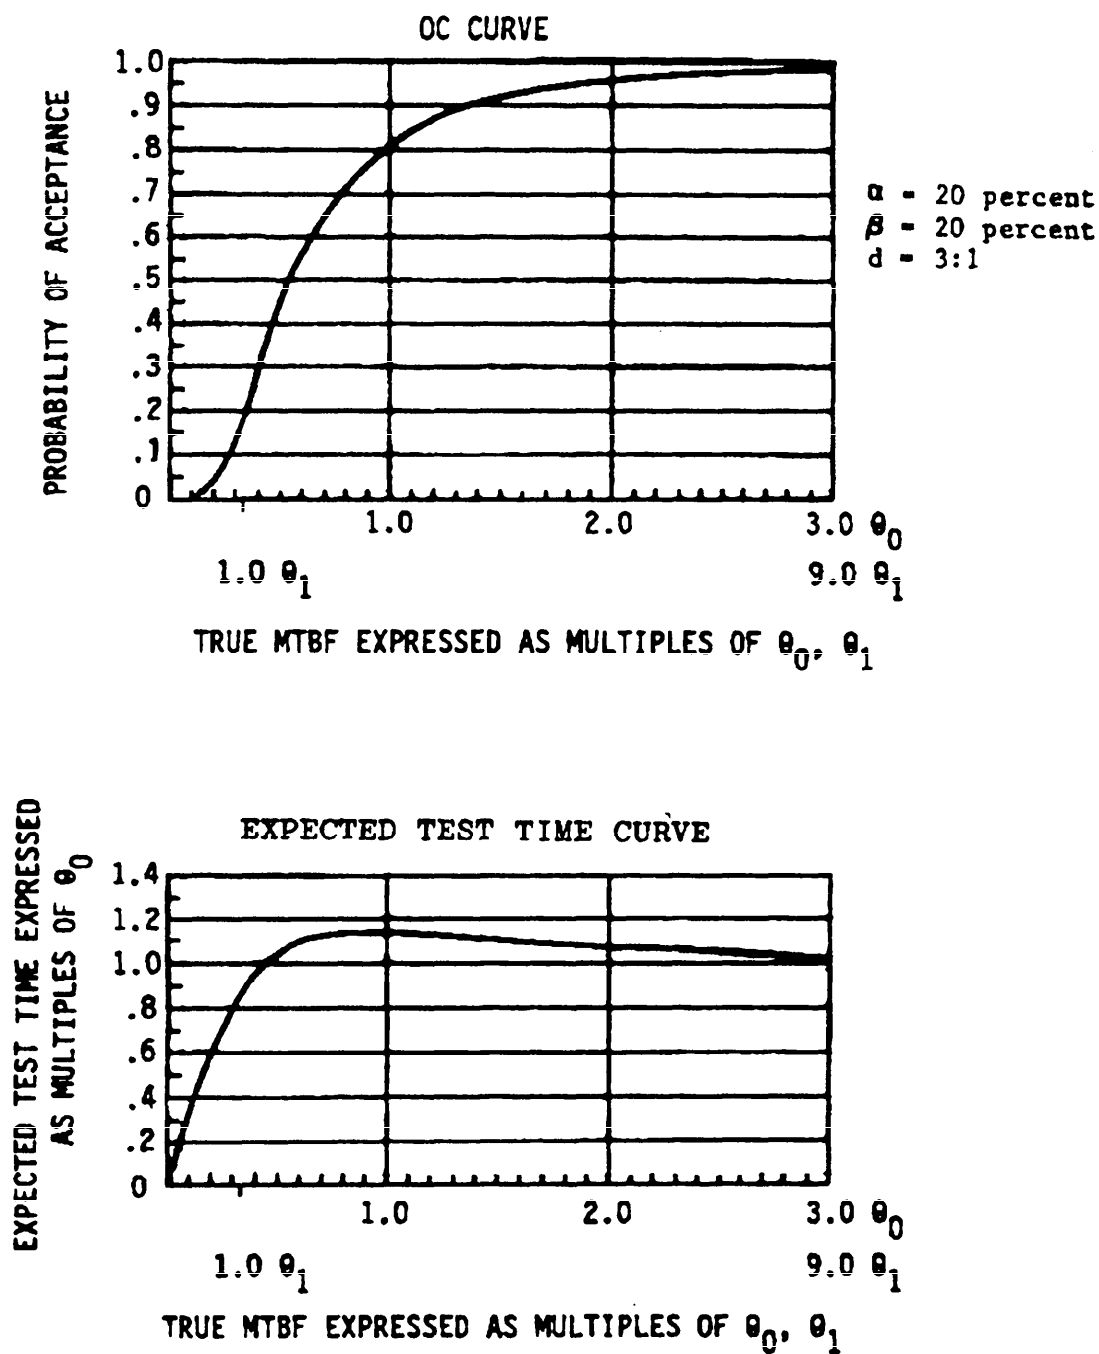 OC CURVE
PROBABILITY OF ACCEPTANCE
1.0
.9
.8
.7
.6
.5
.4
.3
.2
.1
0
α = 20 percent
β = 20 percent
d = 3:1
1.0 2.0 3.0 θ0
1.0 θ1 9.0 θ1
TRUE MTBF EXPRESSED AS MULTIPLES OF θ0, θ1
EXPECTED TEST TIME CURVE
EXPECTED TEST TIME EXPRESSED
AS MULTIPLES OF θ0
1.4
1.2
1.0
.8
.6
.4
.2
0
1.0 2.0 3.0 θ0
1.0 θ1 9.0 θ1
TRUE MTBF EXPRESSED AS MULTIPLES OF θ0, θ1